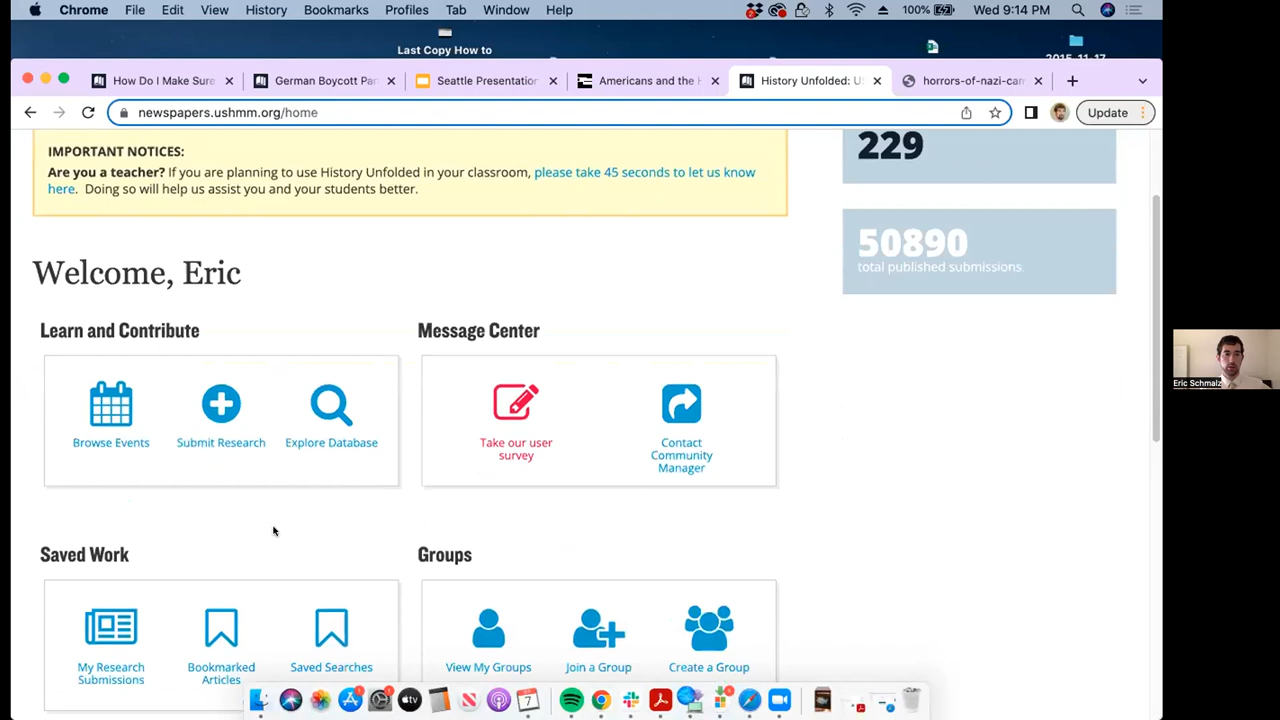 Chrome File Edit View History Bookmarks Profiles Tab Window Help 100% Wed 9:14 PM
Last Copy How to
2015-11-17
How Do I Make Sure × German Boycott Pa × Seattle Presentation × Americans and the H × History Unfolded: U × horrors-of-nazi-cam ×
newspapers.ushmm.org/home Update
IMPORTANT NOTICES:
Are you a teacher? If you are planning to use History Unfolded in your classroom, please take 45 seconds to let us know
here. Doing so will help us assist you and your students better.
229
50890
total published submissions.
Welcome, Eric
Learn and Contribute
Browse Events Submit Research Explore Database
Message Center
Take our user
survey
Contact
Community
Manager
Saved Work
My Research
Submissions
Bookmarked
Articles
Saved Searches
Groups
View My Groups Join a Group Create a Group
tv
7
Eric Schmalz